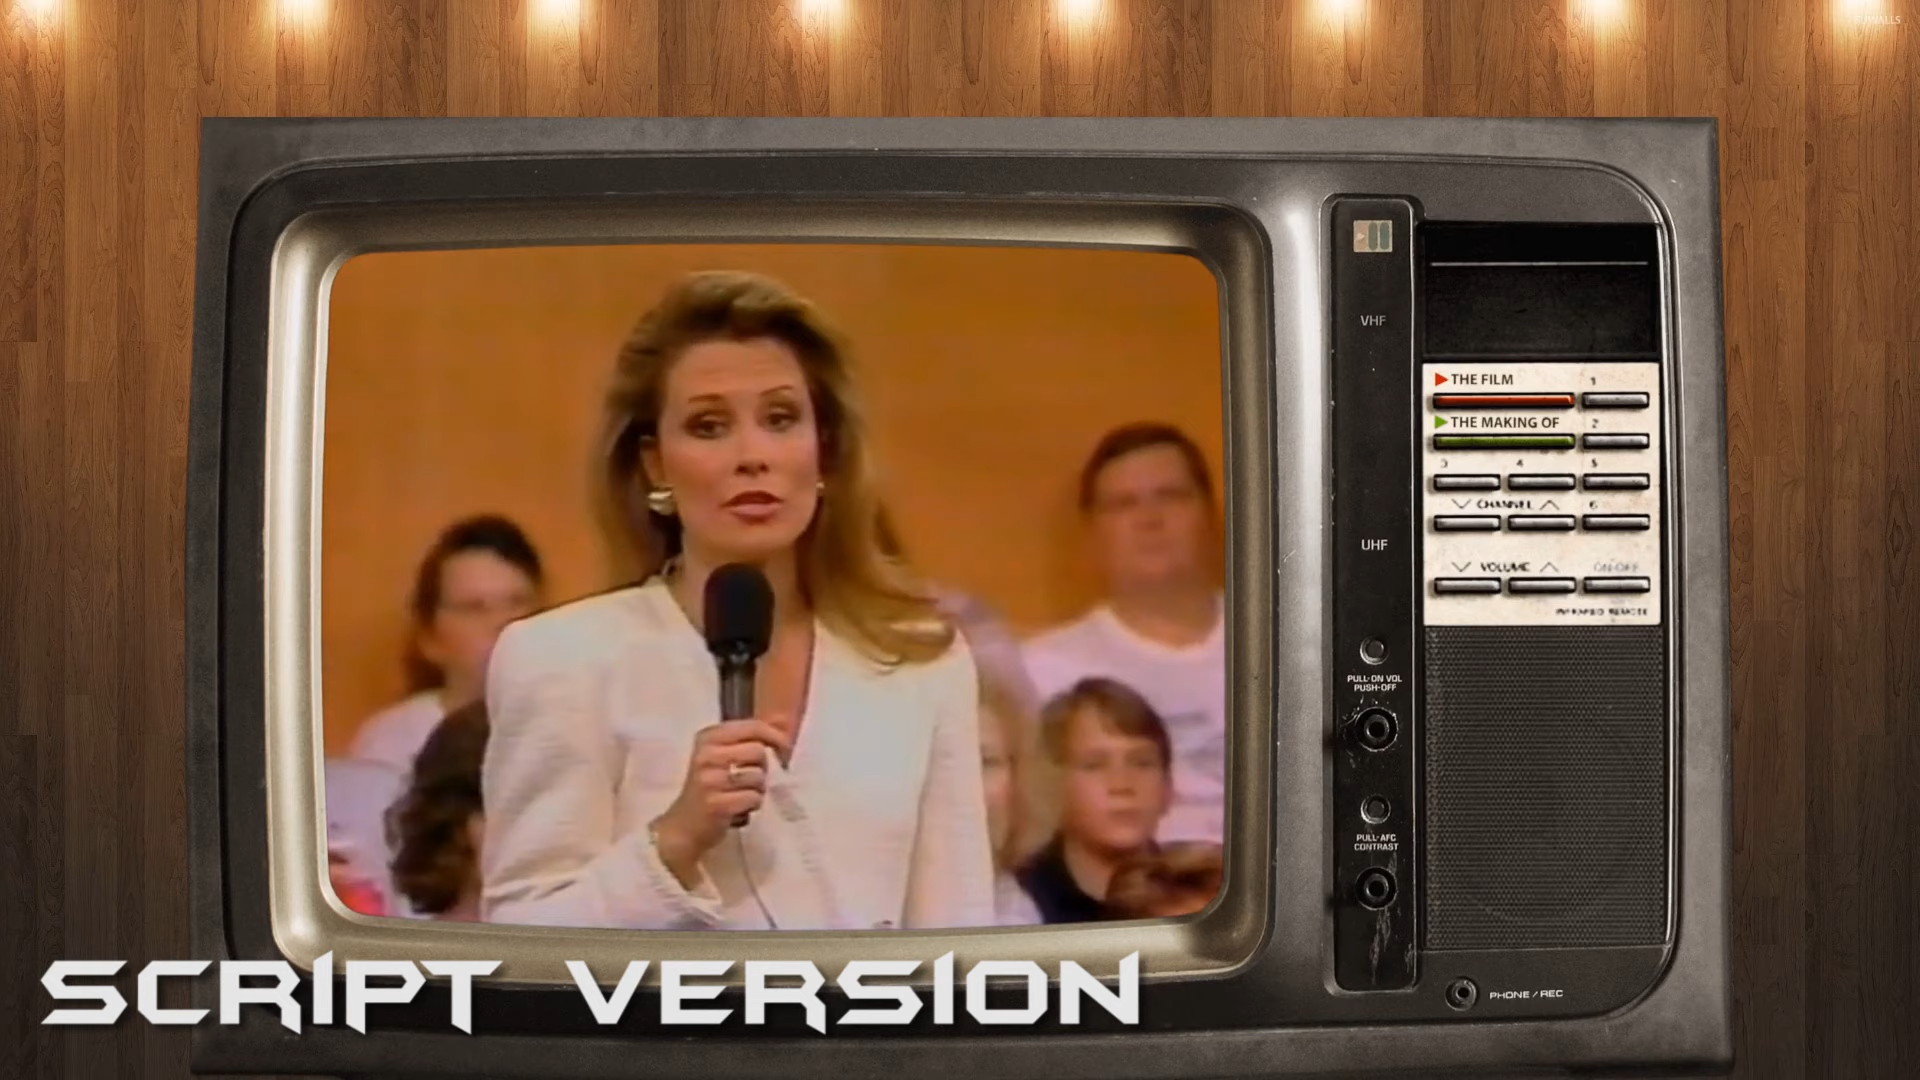 VHF
▶ THE FILM 1
▶ THE MAKING OF 2
3 4 5
CHANNEL 6
UHF
VOLUME ON-OFF
INFRARED REMOTE
PULL-ON VOL
PUSH-OFF
PULL-AFC
CONTRAST
PHONE / REC
SCRIPT VERSION